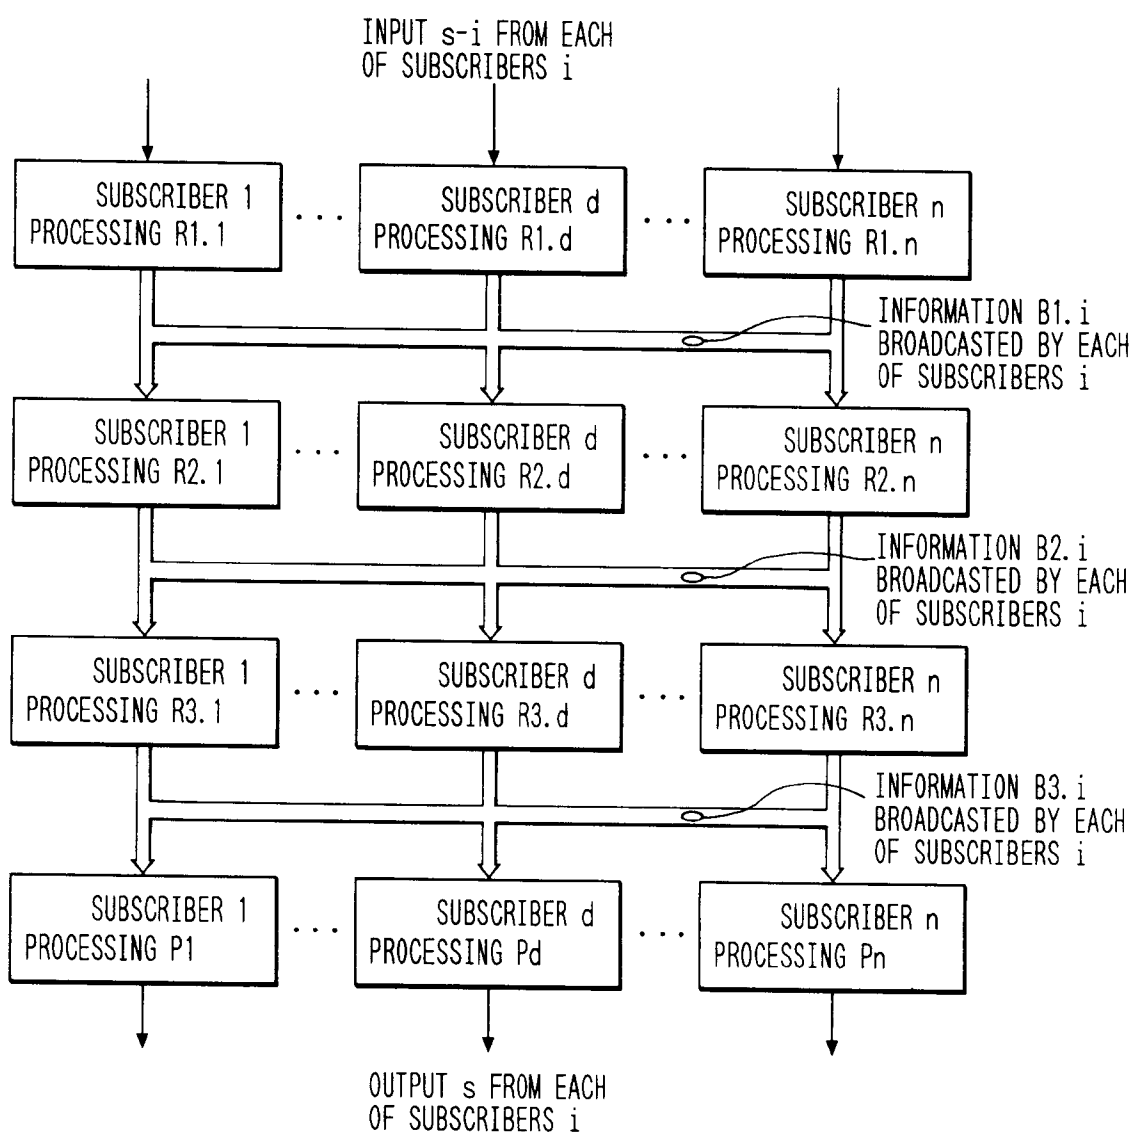 INPUT s-i FROM EACH
OF SUBSCRIBERS i
SUBSCRIBER 1
PROCESSING R1.1
...
SUBSCRIBER d
PROCESSING R1.d
...
SUBSCRIBER n
PROCESSING R1.n
INFORMATION B1.i
BROADCASTED BY EACH
OF SUBSCRIBERS i
SUBSCRIBER 1
PROCESSING R2.1
...
SUBSCRIBER d
PROCESSING R2.d
...
SUBSCRIBER n
PROCESSING R2.n
INFORMATION B2.i
BROADCASTED BY EACH
OF SUBSCRIBERS i
SUBSCRIBER 1
PROCESSING R3.1
...
SUBSCRIBER d
PROCESSING R3.d
...
SUBSCRIBER n
PROCESSING R3.n
INFORMATION B3.i
BROADCASTED BY EACH
OF SUBSCRIBERS i
SUBSCRIBER 1
PROCESSING P1
...
SUBSCRIBER d
PROCESSING Pd
...
SUBSCRIBER n
PROCESSING Pn
OUTPUT s FROM EACH
OF SUBSCRIBERS i